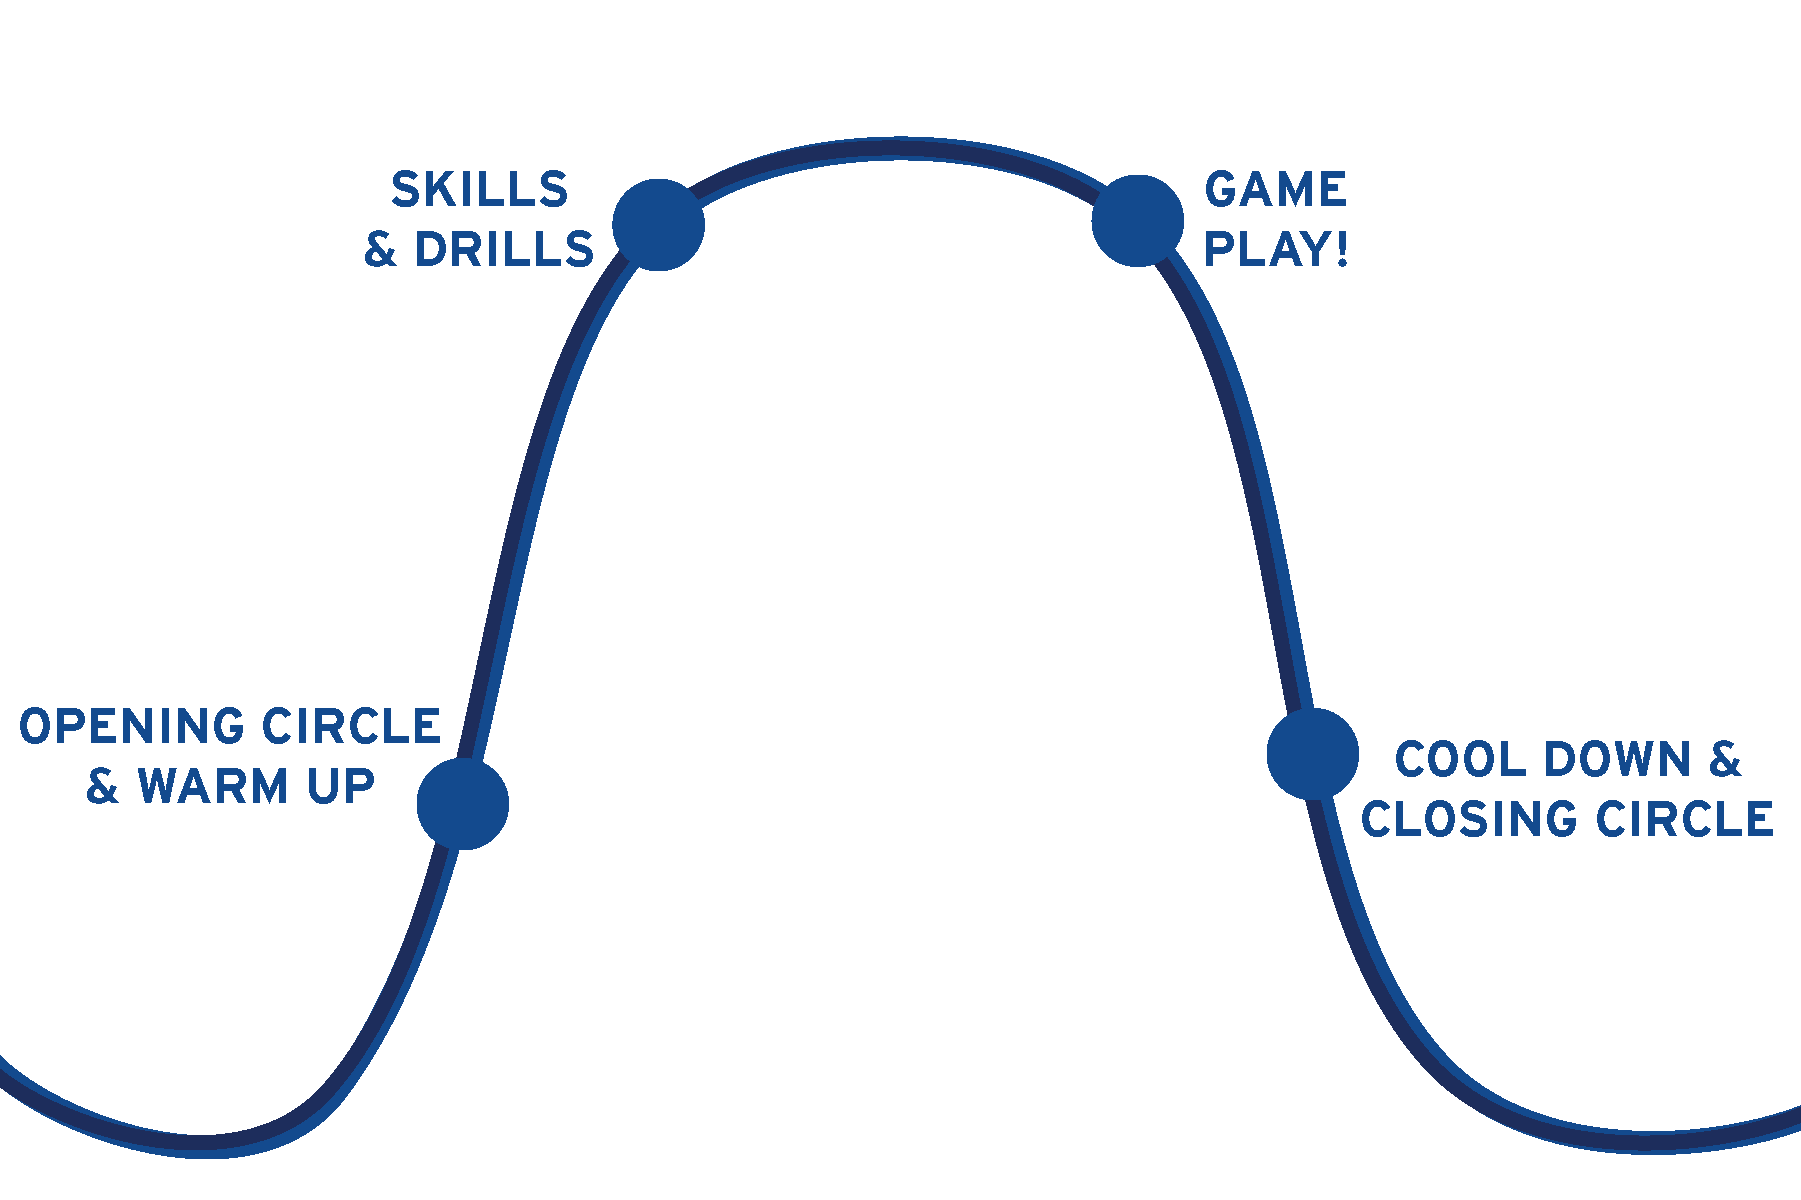 SKILLS
& DRILLS
GAME
PLAY!
OPENING CIRCLE
& WARM UP
COOL DOWN &
CLOSING CIRCLE